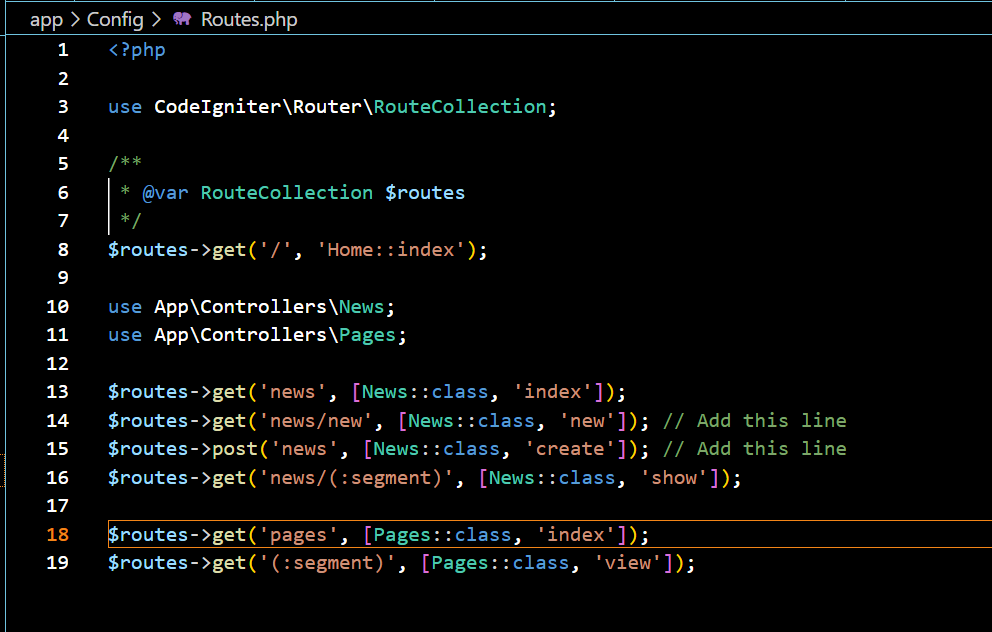 app > Config > Routes.php
1 <?php
2
3 use CodeIgniter\Router\RouteCollection;
4
5 /**
6  * @var RouteCollection $routes
7  */
8 $routes->get('/', 'Home::index');
9
10 use App\Controllers\News;
11 use App\Controllers\Pages;
12
13 $routes->get('news', [News::class, 'index']);
14 $routes->get('news/new', [News::class, 'new']); // Add this line
15 $routes->post('news', [News::class, 'create']); // Add this line
16 $routes->get('news/(:segment)', [News::class, 'show']);
17
18 $routes->get('pages', [Pages::class, 'index']);
19 $routes->get('(:segment)', [Pages::class, 'view']);